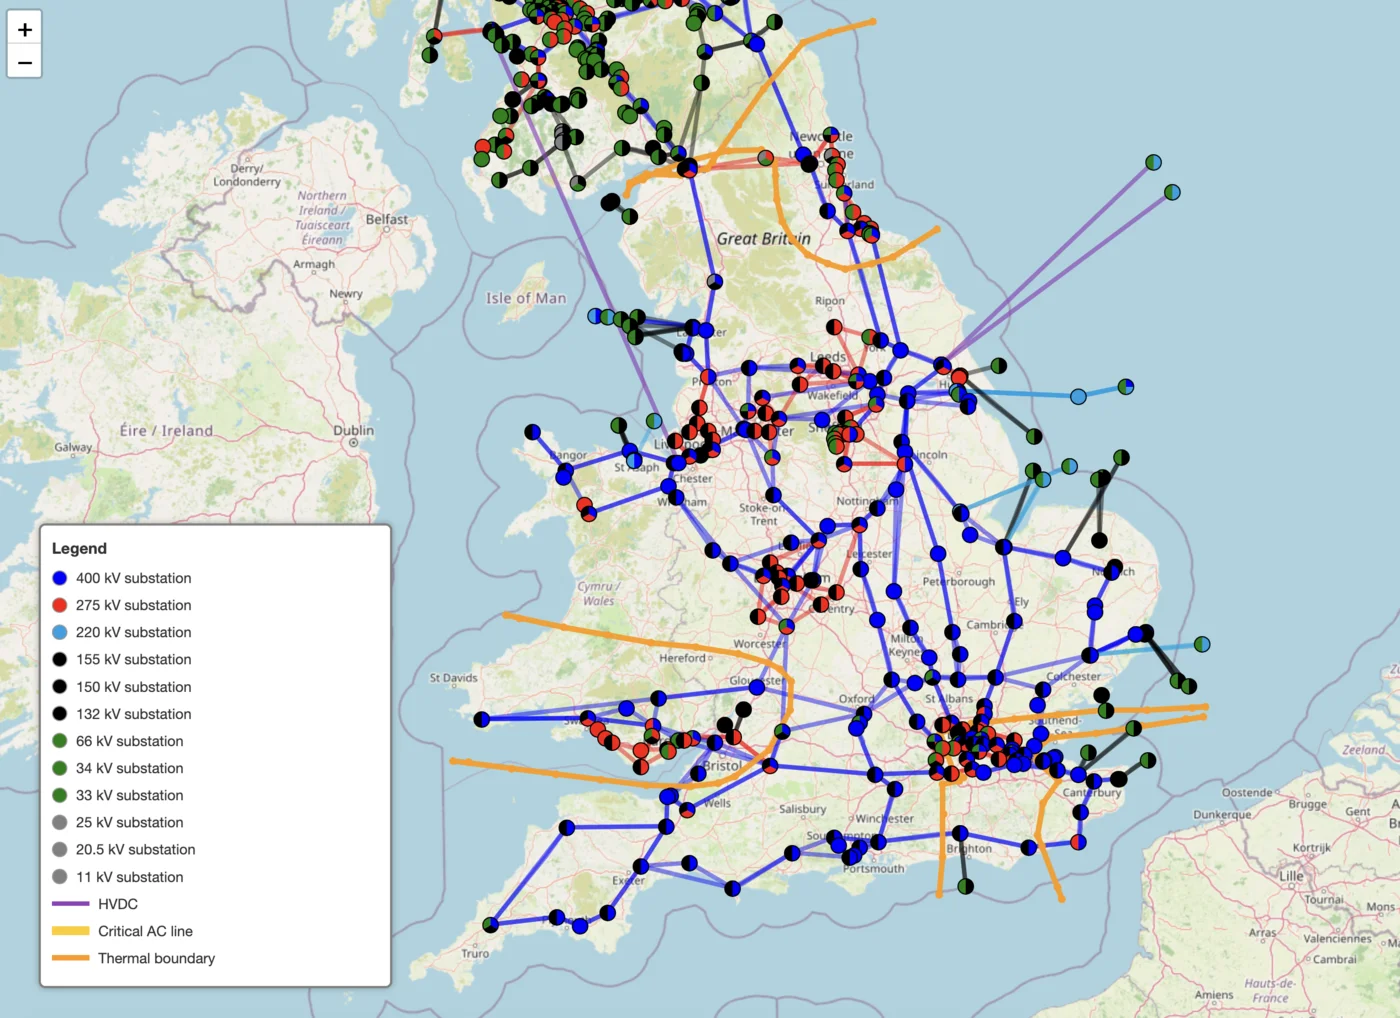 +
−
Derry/
Londonderry
Northern
Ireland /
Tuaisceart
Éireann
Belfast
Armagh
Newry
Isle of Man
Great Britain
Ripon
Leeds
Wakefield
Éire / Ireland
Dublin
Galway
Bangor
St Asaph
Chester
Stoke-on-
Trent
Nottingham
Leicester
Peterborough
Ely
Cymru /
Wales
Worcester
Hereford
Milton
Keynes
St Davids
Oxford
St Albans
Colchester
Southend-
Bristol
Wells
Canterbury
Salisbury
Winchester
Southampton
Portsmouth
Brighton
Exeter
Truro
Zeeland
Oostende
Brugge
Gent
Dunkerque
Kortrijk
Lille
Tournai
Mons
Arras
Valenciennes
Cambrai
Hauts-de-
France
Amiens
Legend
400 kV substation
275 kV substation
220 kV substation
155 kV substation
150 kV substation
132 kV substation
66 kV substation
34 kV substation
33 kV substation
25 kV substation
20.5 kV substation
11 kV substation
HVDC
Critical AC line
Thermal boundary